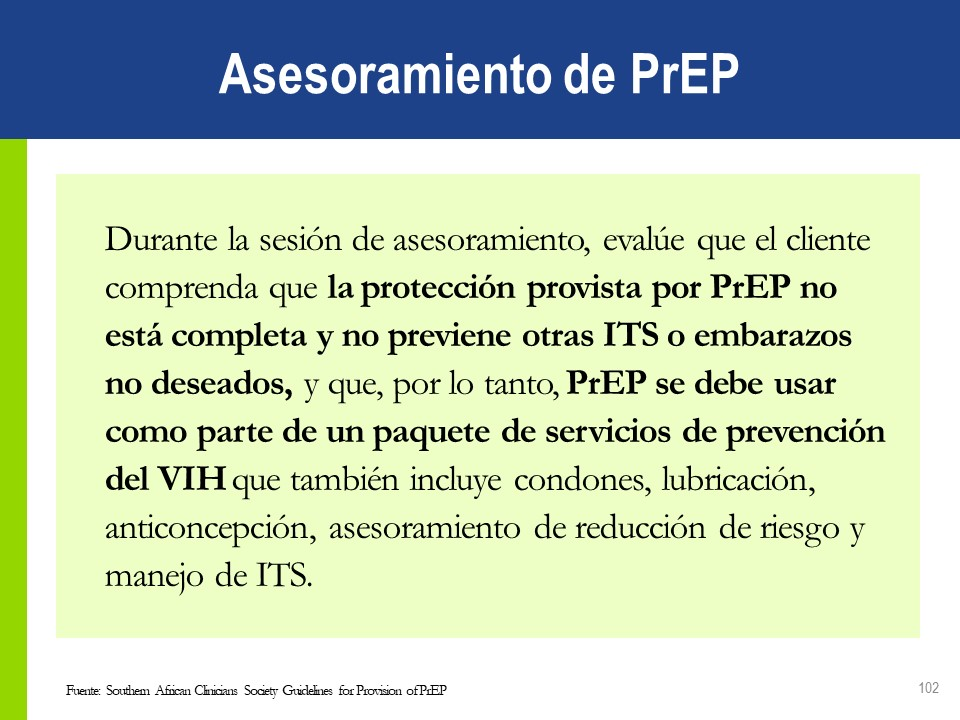 Asesoramiento de PrEP
Durante la sesión de asesoramiento, evalúe que el cliente
comprenda que la protección provista por PrEP no
está completa y no previene otras ITS o embarazos
no deseados, y que, por lo tanto, PrEP se debe usar
como parte de un paquete de servicios de prevención
del VIH que también incluye condones, lubricación,
anticoncepción, asesoramiento de reducción de riesgo y
manejo de ITS.
Fuente: Southern African Clinicians Society Guidelines for Provision of PrEP
102